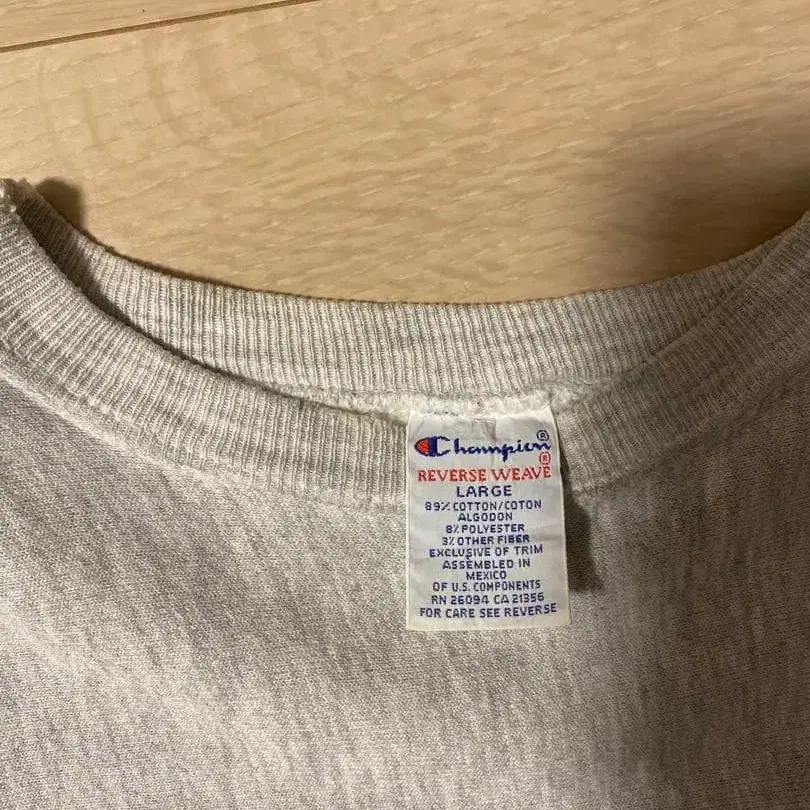 Champion®
REVERSE WEAVE®
LARGE
89% COTTON/COTON
ALGODON
8% POLYESTER
3% OTHER FIBER
EXCLUSIVE OF TRIM
ASSEMBLED IN
MEXICO
OF U.S. COMPONENTS
RN 26094 CA 21356
FOR CARE SEE REVERSE